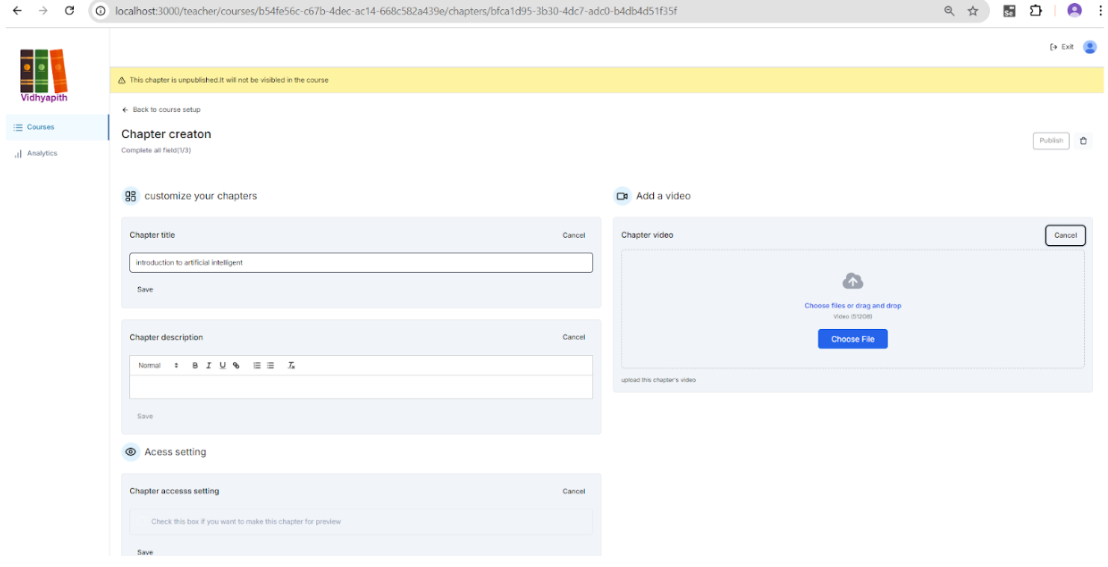 localhost:3000/teacher/courses/b54fe56c-c67b-4dec-ac14-668c582a439e/chapters/bfca1d95-3b30-4dc7-adc0-b4db4d51f35f
Exit
Vidhyapith
Courses
Analytics
This chapter is unpublished.It will not be visibled in the course
Back to course setup
Chapter creaton
Complete all field(1/3)
Publish
customize your chapters
Chapter title
Cancel
introduction to artificial intelligent
Save
Chapter description
Cancel
Normal B I U
Save
Acess setting
Chapter accesss setting
Cancel
Check this box if you want to make this chapter for preview
Save
Add a video
Chapter video
Cancel
Choose files or drag and drop
Video (512GB)
Choose File
upload this chapter's video